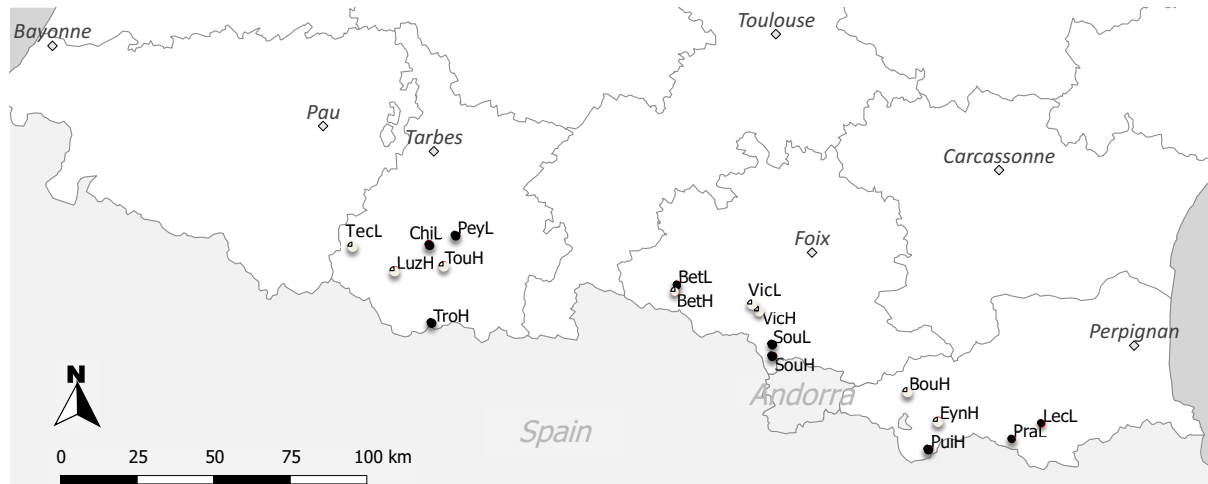 Toulouse
Bayonne
Pau
Tarbes
Carcassonne
TecL
ChiL
PeyL
Foix
LuzH
TouH
BetL
BetH
VicL
VicH
TroH
SouL
SouH
Perpignan
Andorra
BouH
N
EynH
LecL
Spain
PraL
PuiH
0 25 50 75 100 km